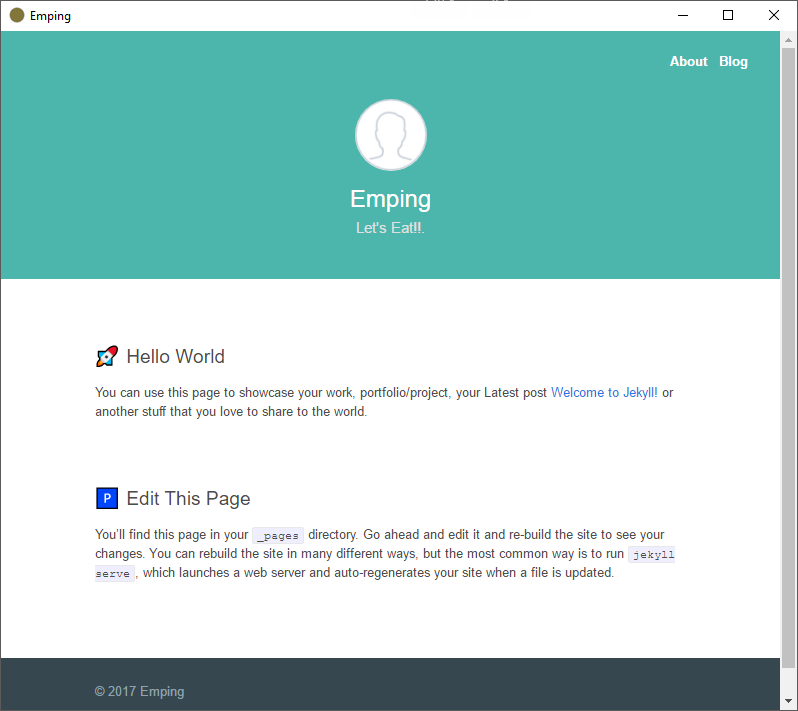 Emping
About Blog
Emping
Let's Eat!!.
Hello World
You can use this page to showcase your work, portfolio/project, your Latest post Welcome to Jekyll! or
another stuff that you love to share to the world.
P Edit This Page
You'll find this page in your _pages directory. Go ahead and edit it and re-build the site to see your
changes. You can rebuild the site in many different ways, but the most common way is to run jekyll
serve, which launches a web server and auto-regenerates your site when a file is updated.
© 2017 Emping